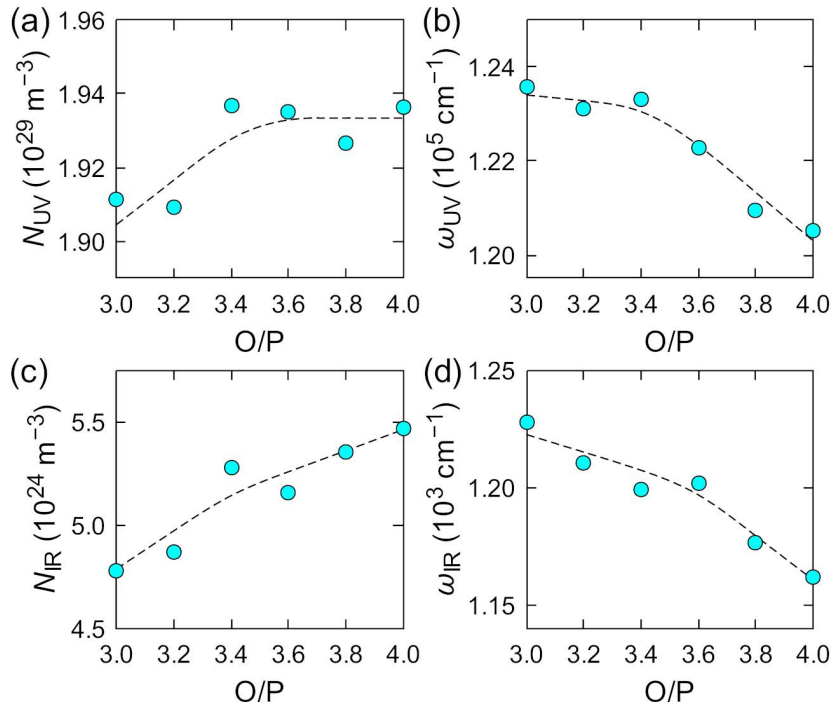 (a)
1.96
1.94
1.92
1.90
N_UV (10^29 m^−3)
3.0 3.2 3.4 3.6 3.8 4.0
O/P
(b)
1.24
1.22
1.20
ω_UV (10^5 cm^−1)
3.0 3.2 3.4 3.6 3.8 4.0
O/P
(c)
5.5
5.0
4.5
N_IR (10^24 m^−3)
3.0 3.2 3.4 3.6 3.8 4.0
O/P
(d)
1.25
1.20
1.15
ω_IR (10^3 cm^−1)
3.0 3.2 3.4 3.6 3.8 4.0
O/P